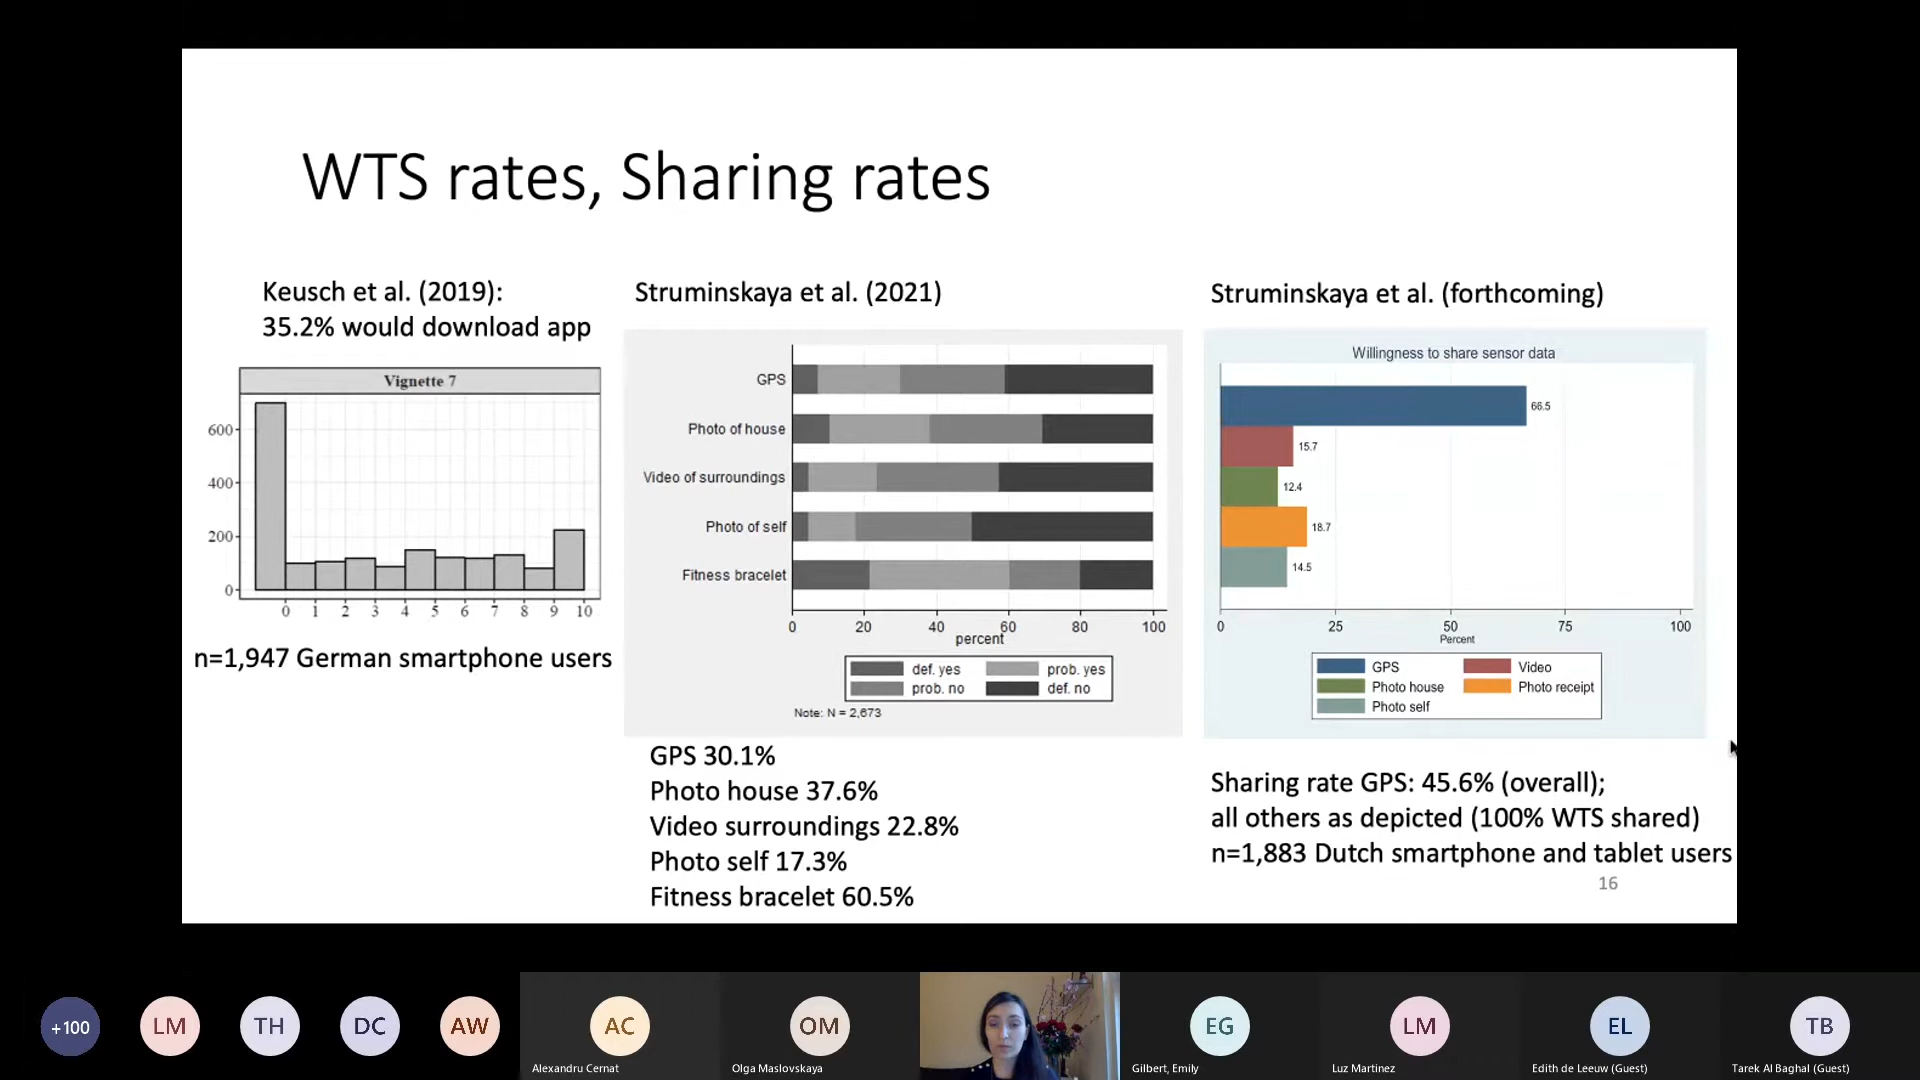 WTS rates, Sharing rates
Keusch et al. (2019):
35.2% would download app
Vignette 7
600
400
200
0
0 1 2 3 4 5 6 7 8 9 10
n=1,947 German smartphone users
Struminskaya et al. (2021)
GPS
Photo of house
Video of surroundings
Photo of self
Fitness bracelet
0 20 40 60 80 100
percent
def. yes prob. yes
prob. no def. no
Note: N = 2,673
GPS 30.1%
Photo house 37.6%
Video surroundings 22.8%
Photo self 17.3%
Fitness bracelet 60.5%
Struminskaya et al. (forthcoming)
Willingness to share sensor data
66.5
15.7
12.4
18.7
14.5
0 25 50 75 100
Percent
GPS Video
Photo house Photo receipt
Photo self
Sharing rate GPS: 45.6% (overall);
all others as depicted (100% WTS shared)
n=1,883 Dutch smartphone and tablet users
16
+100 LM TH DC AW AC OM EG LM EL TB
Alexandru Cernat Olga Maslovskaya Gilbert, Emily Luz Martinez Edith de Leeuw (Guest) Tarek Al Baghal (Guest)